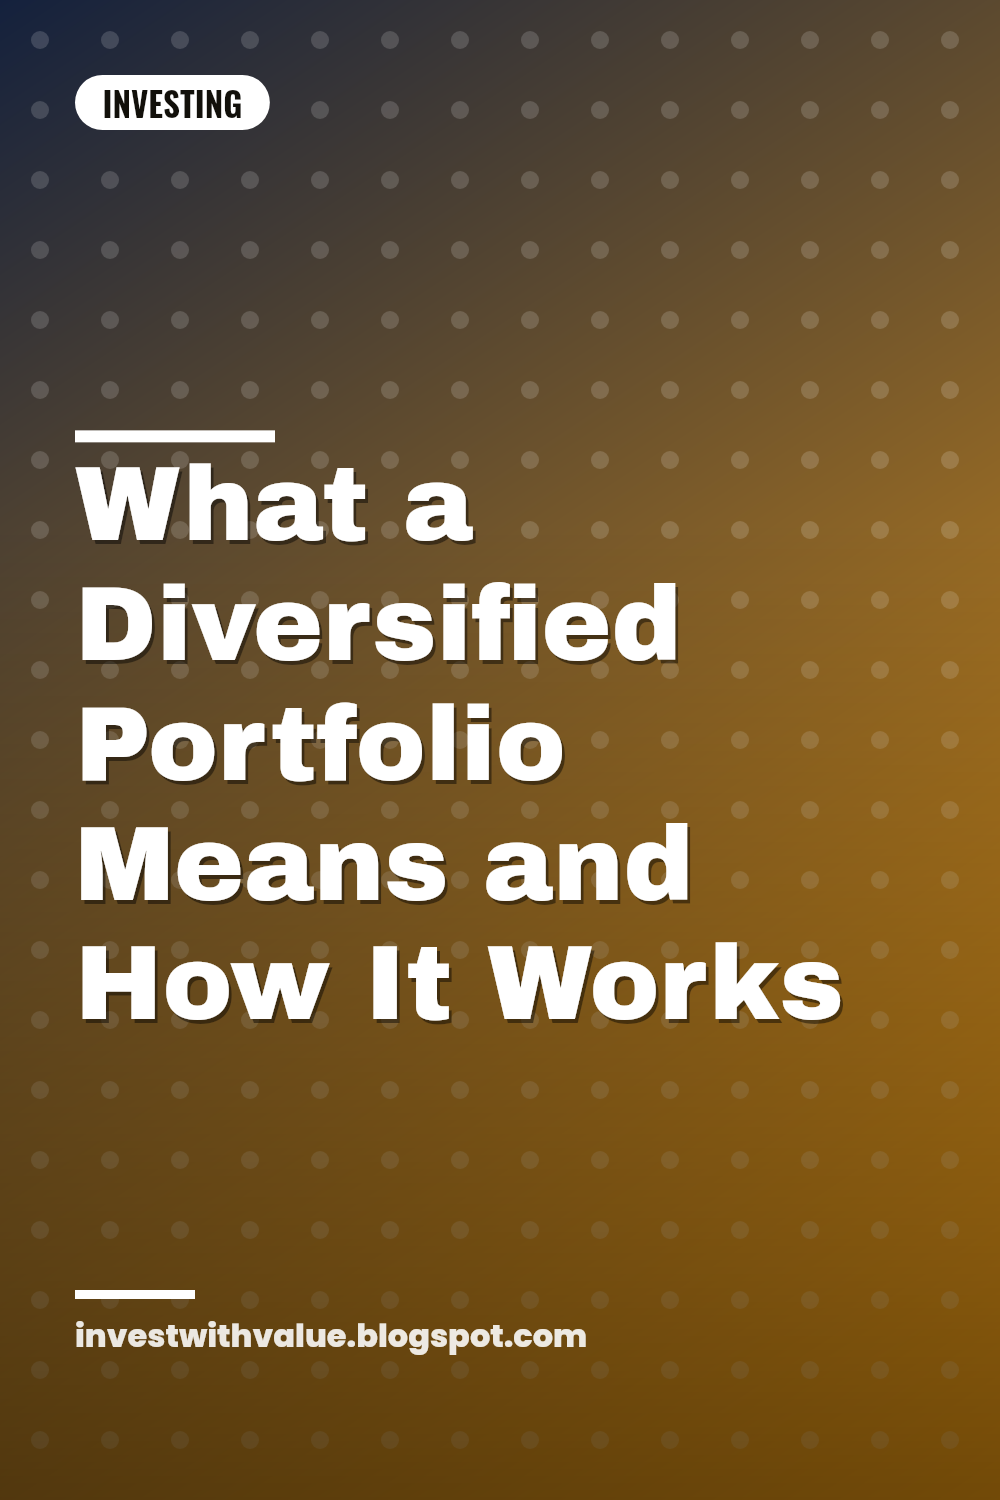 INVESTING
What a
Diversified
Portfolio
Means and
How It Works
investwithvalue.blogspot.com